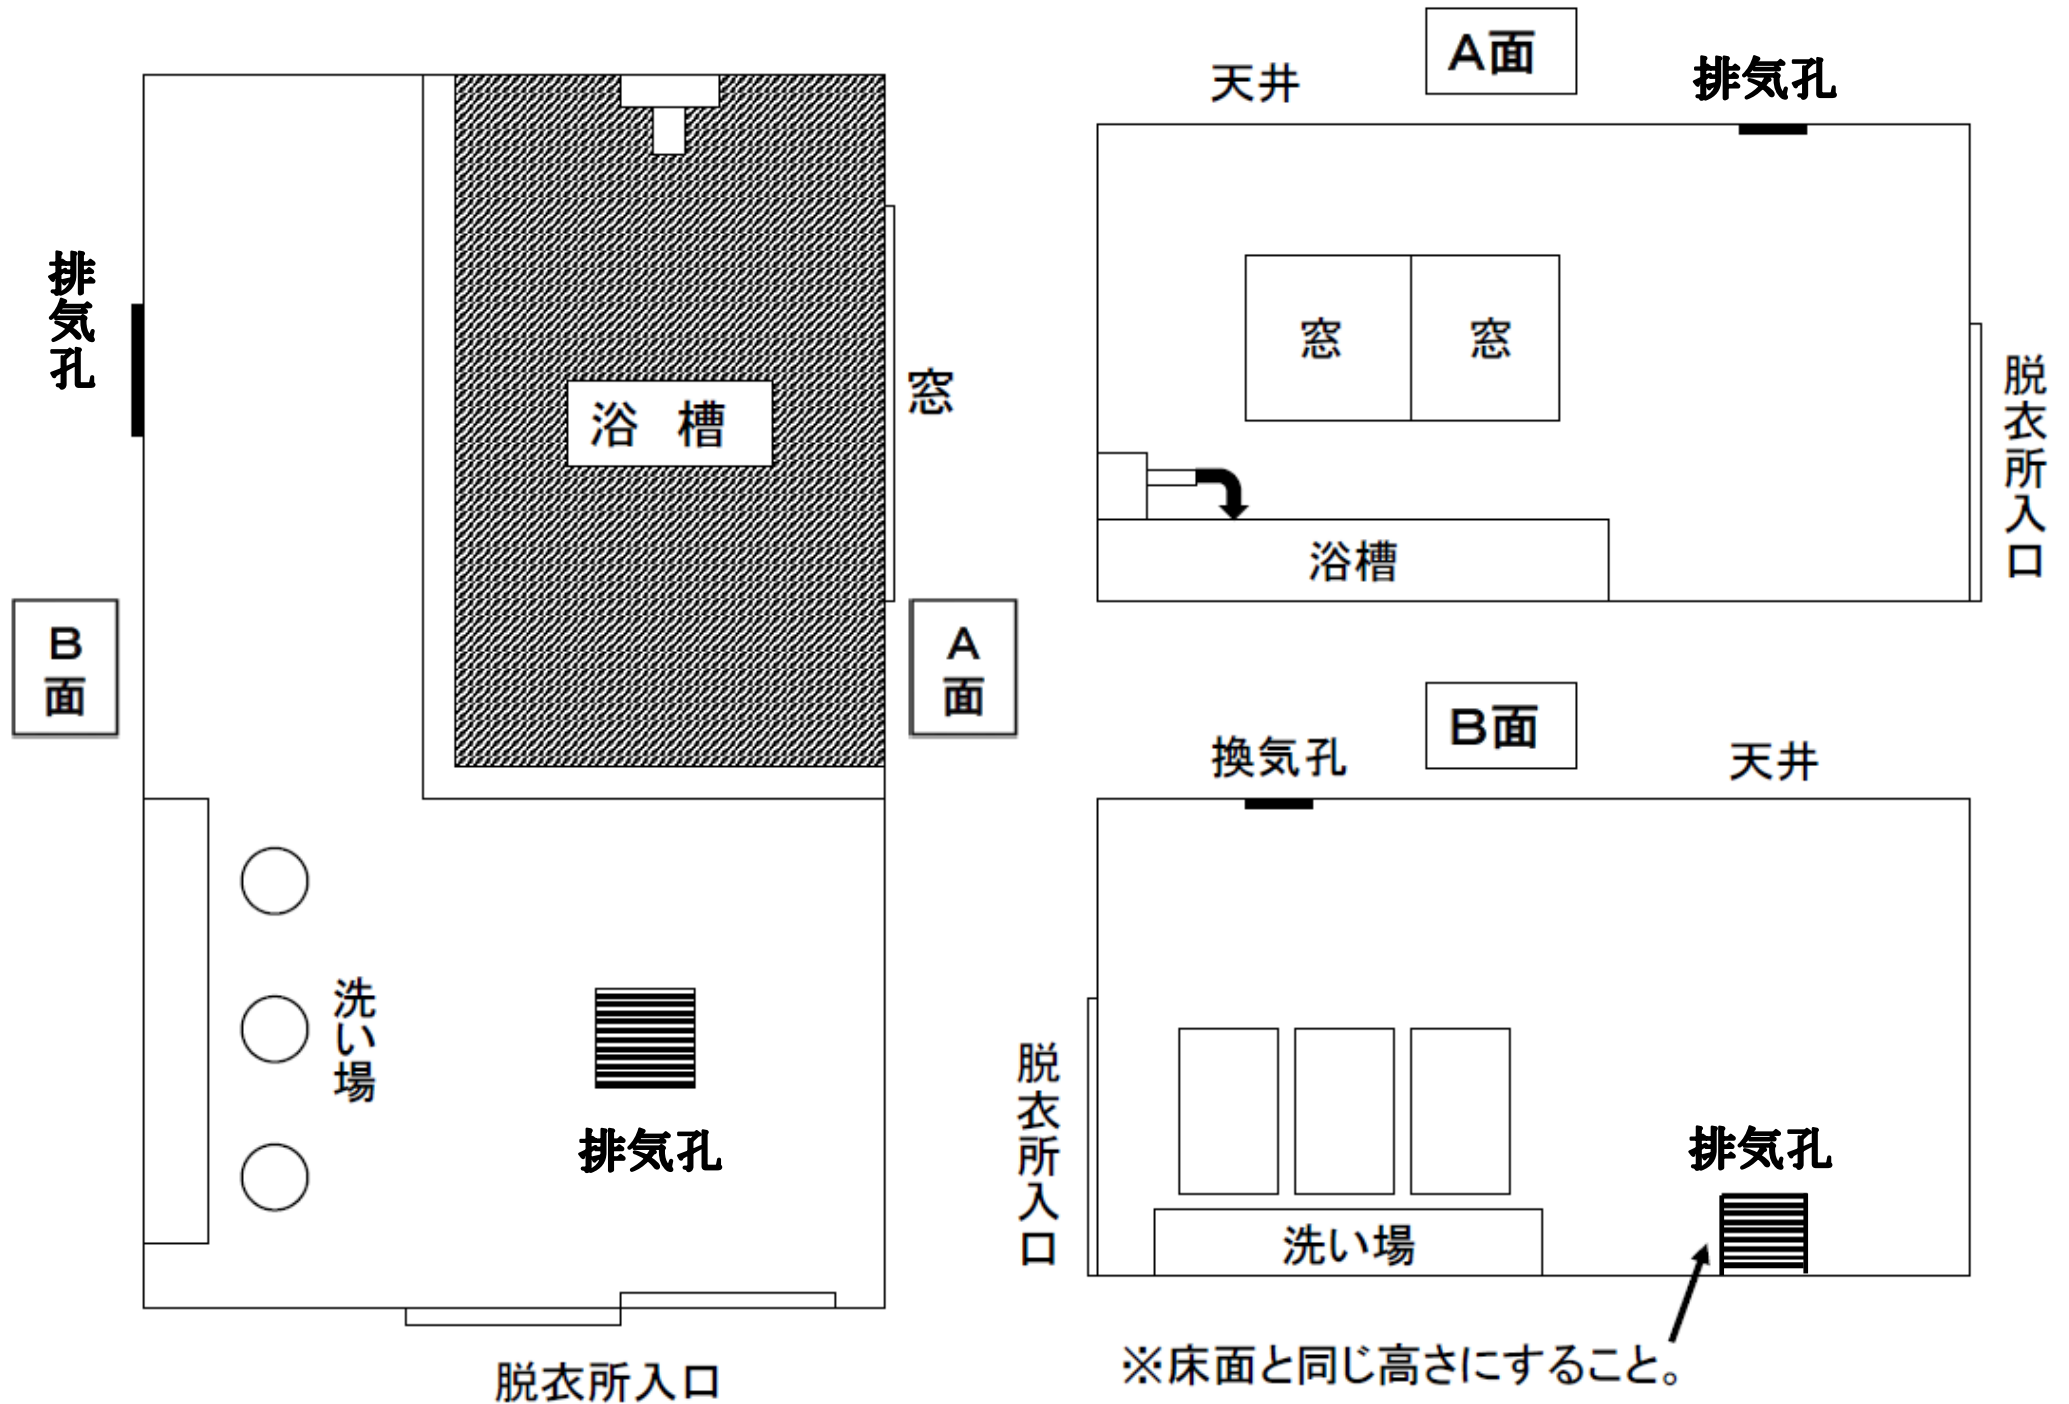 排気孔
B面
浴 槽
窓
A面
洗い場
排気孔
脱衣所入口
A面
天井
排気孔
窓
窓
脱衣所入口
浴槽
B面
換気孔
天井
脱衣所入口
排気孔
洗い場
※床面と同じ高さにすること。